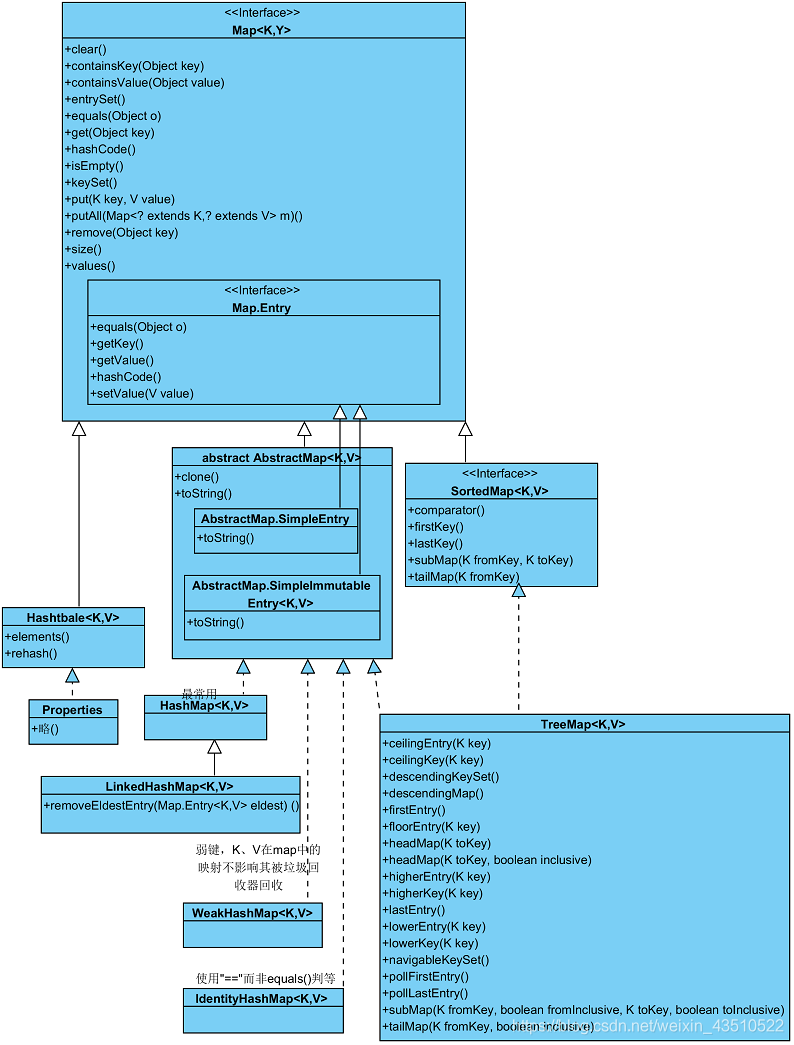 <<Interface>>
Map<K,Y>
+clear()
+containsKey(Object key)
+containsValue(Object value)
+entrySet()
+equals(Object o)
+get(Object key)
+hashCode()
+isEmpty()
+keySet()
+put(K key, V value)
+putAll(Map<? extends K,? extends V> m)()
+remove(Object key)
+size()
+values()
<<Interface>>
Map.Entry
+equals(Object o)
+getKey()
+getValue()
+hashCode()
+setValue(V value)
abstract AbstractMap<K,V>
+clone()
+toString()
AbstractMap.SimpleEntry
+toString()
AbstractMap.SimpleImmutable
Entry<K,V>
+toString()
<<Interface>>
SortedMap<K,V>
+comparator()
+firstKey()
+lastKey()
+subMap(K fromKey, K toKey)
+tailMap(K fromKey)
Hashtbale<K,V>
+elements()
+rehash()
Properties
+略()
最常用
HashMap<K,V>
LinkedHashMap<K,V>
+removeEldestEntry(Map.Entry<K,V> eldest) ()
弱键，K、V在map中的
映射不影响其被垃圾回
收器回收
WeakHashMap<K,V>
使用"=="而非equals()判等
IdentityHashMap<K,V>
TreeMap<K,V>
+ceilingEntry(K key)
+ceilingKey(K key)
+descendingKeySet()
+descendingMap()
+firstEntry()
+floorEntry(K key)
+headMap(K toKey)
+headMap(K toKey, boolean inclusive)
+higherEntry(K key)
+higherKey(K key)
+lastEntry()
+lowerEntry(K key)
+lowerKey(K key)
+navigableKeySet()
+pollFirstEntry()
+pollLastEntry()
+subMap(K fromKey, boolean fromInclusive, K toKey, boolean toInclusive)
+tailMap(K fromKey, boolean inclusive)
https://blog.csdn.net/weixin_43510522